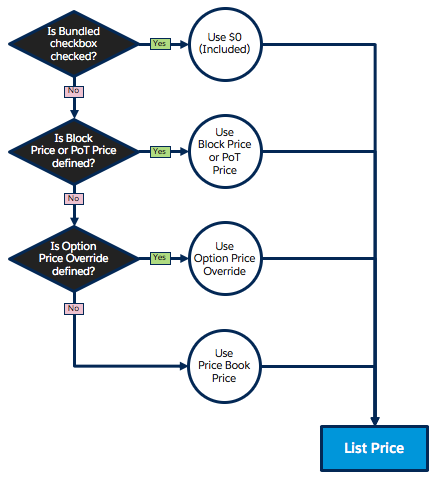 Is Bundled
checkbox
checked?
Yes
Use $0
(Included)
No
Is Block
Price or PoT Price
defined?
Yes
Use
Block Price
or PoT
Price
No
Is Option
Price Override
defined?
Yes
Use
Option Price
Override
No
Use
Price Book
Price
List Price